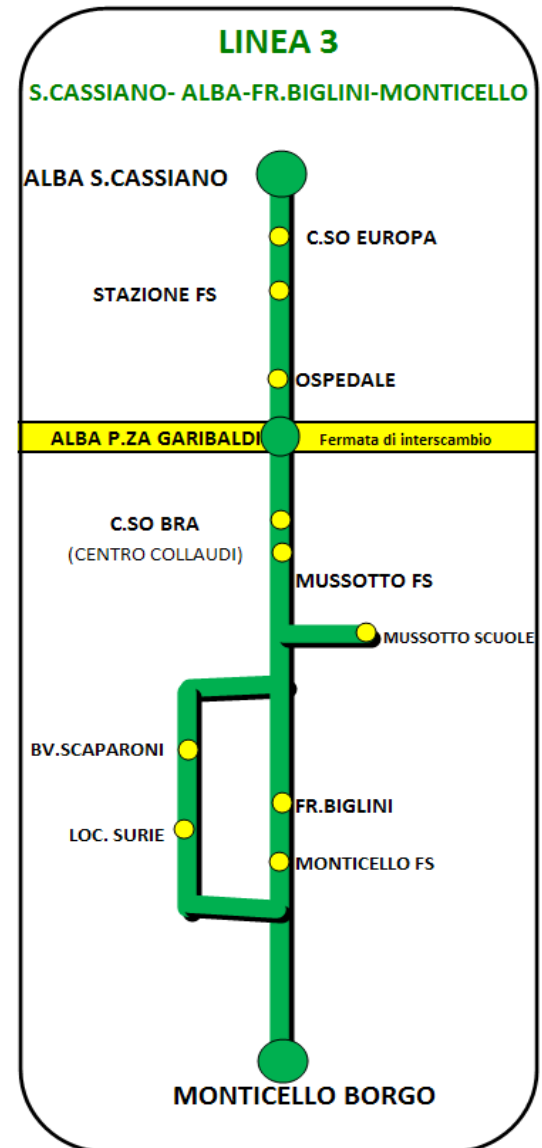 LINEA 3
S.CASSIANO- ALBA-FR.BIGLINI-MONTICELLO
ALBA S.CASSIANO
C.SO EUROPA
STAZIONE FS
OSPEDALE
ALBA P.ZA GARIBALDI
Fermata di interscambio
C.SO BRA
(CENTRO COLLAUDI)
MUSSOTTO FS
MUSSOTTO SCUOLE
BV.SCAPARONI
FR.BIGLINI
LOC. SURIE
MONTICELLO FS
MONTICELLO BORGO